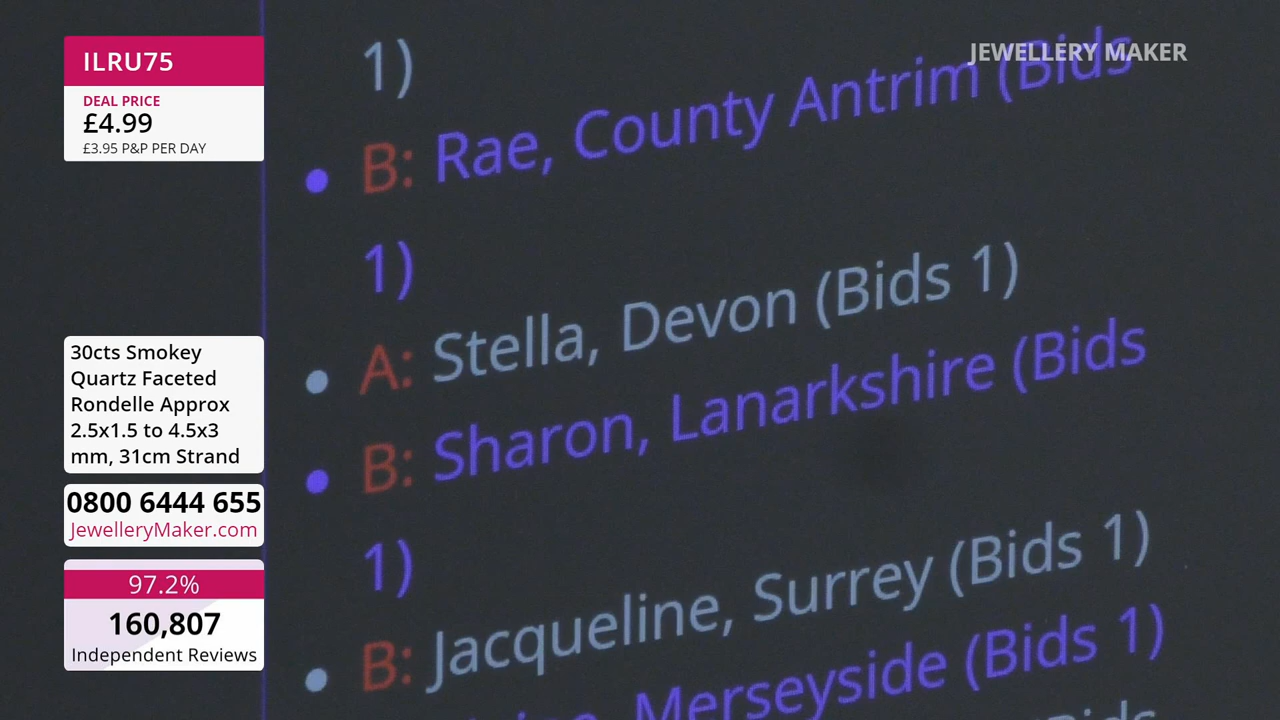 ILRU75
DEAL PRICE
£4.99
£3.95 P&P PER DAY
30cts Smokey
Quartz Faceted
Rondelle Approx
2.5x1.5 to 4.5x3
mm, 31cm Strand
0800 6444 655
JewelleryMaker.com
97.2%
160,807
Independent Reviews
JEWELLERY MAKER
1)
B: Rae, County Antrim (Bids
1)
A: Stella, Devon (Bids 1)
B: Sharon, Lanarkshire (Bids
1)
B: Jacqueline, Surrey (Bids 1)
Merseyside (Bids 1)